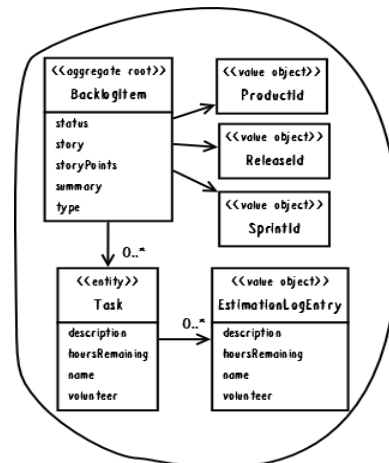 <<aggregate root>>
BacklogItem
status
story
storyPoints
summary
type
<<value object>>
ProductId
<<value object>>
ReleaseId
<<value object>>
SprintId
0..*
<<entity>>
Task
description
hoursRemaining
name
volunteer
0..*
<<value object>>
EstimationLogEntry
description
hoursRemaining
name
volunteer